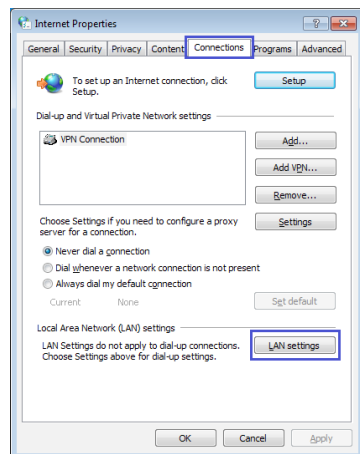 Internet Properties
General Security Privacy Content Connections Programs Advanced
To set up an Internet connection, click
Setup.
Setup
Dial-up and Virtual Private Network settings
VPN Connection
Add...
Add VPN...
Remove...
Choose Settings if you need to configure a proxy
server for a connection.
Settings
Never dial a connection
Dial whenever a network connection is not present
Always dial my default connection
Current None
Set default
Local Area Network (LAN) settings
LAN Settings do not apply to dial-up connections.
Choose Settings above for dial-up settings.
LAN settings
OK Cancel Apply